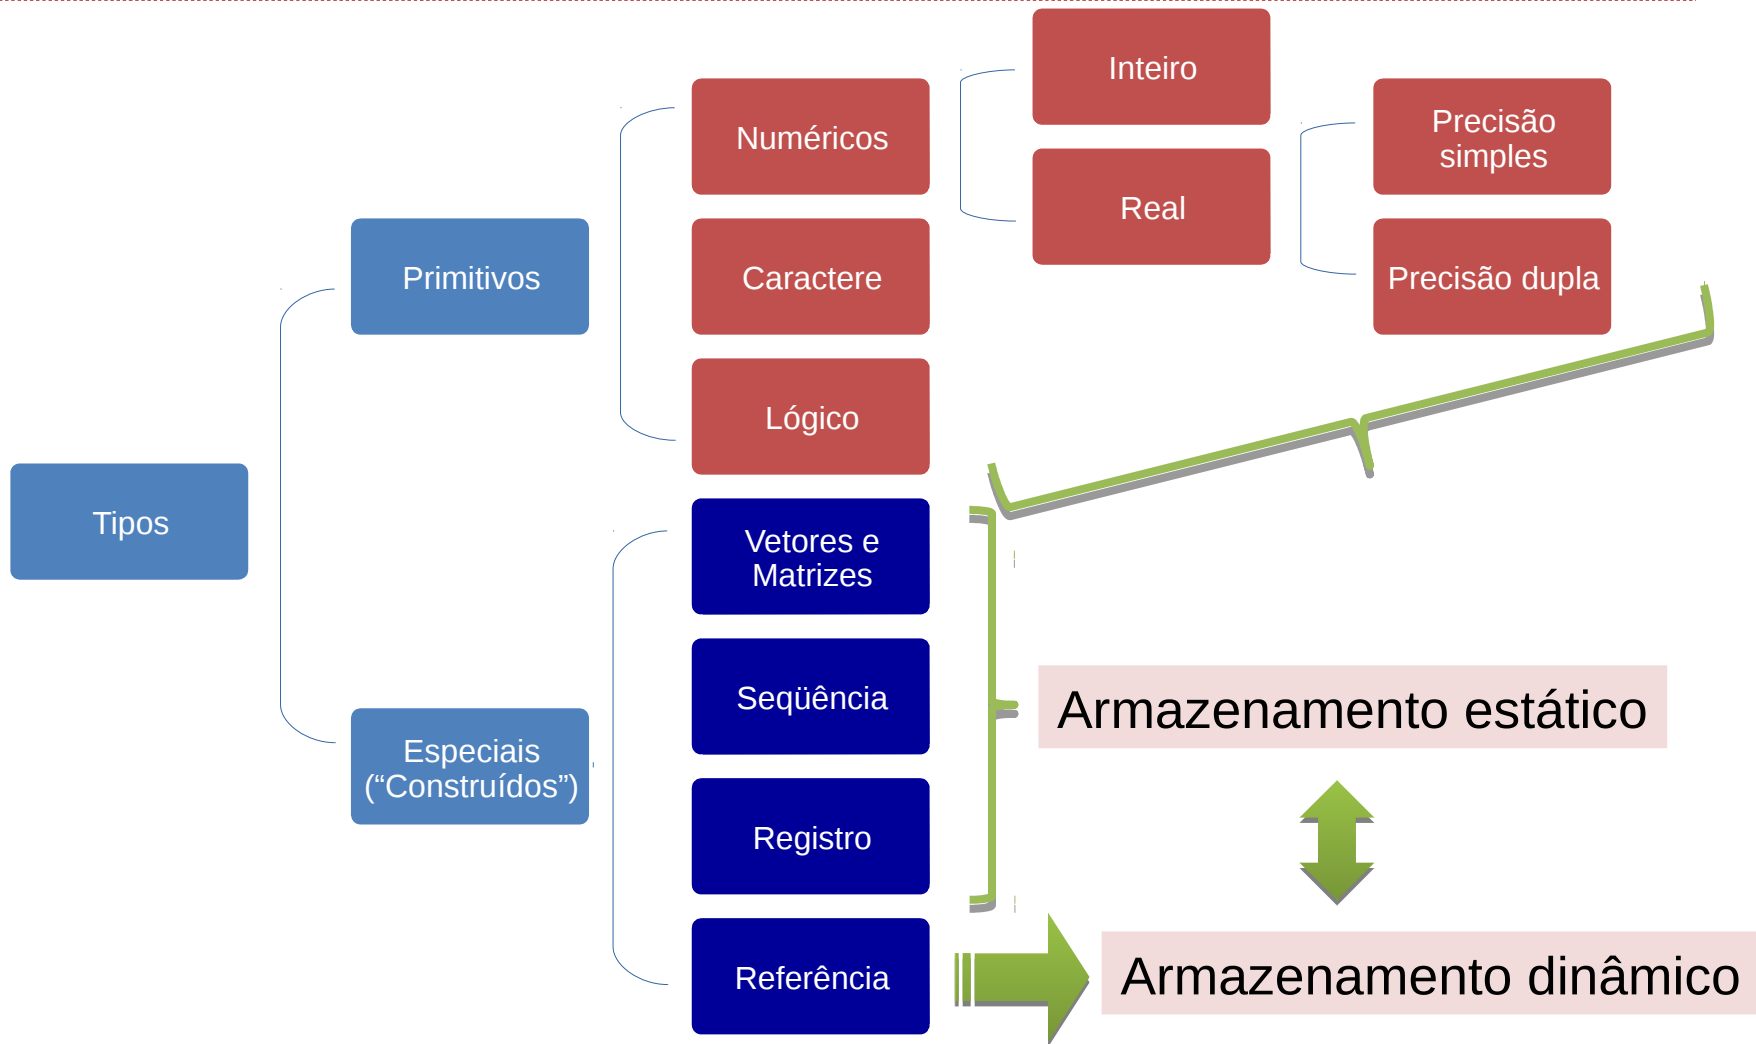 Tipos
Primitivos
Numéricos
Inteiro
Real
Precisão
simples
Precisão dupla
Caractere
Lógico
Especiais
(“Construídos”)
Vetores e
Matrizes
Seqüência
Registro
Referência
Armazenamento estático
Armazenamento dinâmico